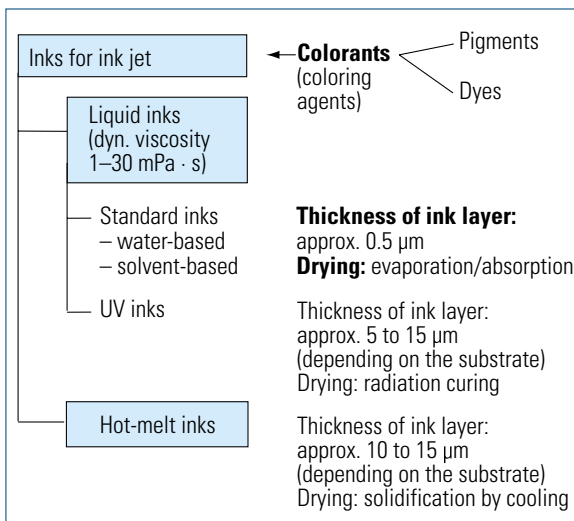 Inks for ink jet
Colorants
(coloring
agents)
Pigments
Dyes
Liquid inks
(dyn. viscosity
1–30 mPa · s)
Standard inks
– water-based
– solvent-based
Thickness of ink layer:
approx. 0.5 µm
Drying: evaporation/absorption
UV inks
Thickness of ink layer:
approx. 5 to 15 µm
(depending on the substrate)
Drying: radiation curing
Hot-melt inks
Thickness of ink layer:
approx. 10 to 15 µm
(depending on the substrate)
Drying: solidification by cooling